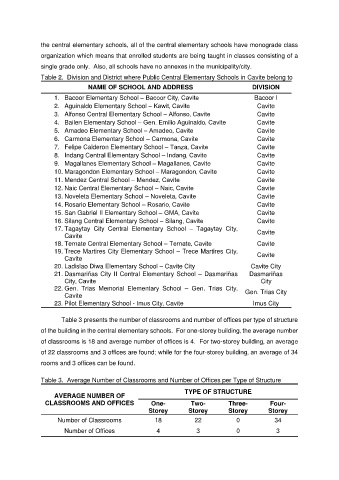 the central elementary schools, all of the central elementary schools have monograde class
organization which means that enrolled students are being taught in classes consisting of a
single grade only. Also, all schools have no annexes in the municipality/city.
Table 2. Division and District where Public Central Elementary Schools in Cavite belong to
NAME OF SCHOOL AND ADDRESS DIVISION
1. Bacoor Elementary School – Bacoor City, Cavite Bacoor I
2. Aguinaldo Elementary School – Kawit, Cavite Cavite
3. Alfonso Central Elementary School – Alfonso, Cavite Cavite
4. Bailen Elementary School – Gen. Emilio Aguinaldo, Cavite Cavite
5. Amadeo Elementary School – Amadeo, Cavite Cavite
6. Carmona Elementary School – Carmona, Cavite Cavite
7. Felipe Calderon Elementary School – Tanza, Cavite Cavite
8. Indang Central Elementary School – Indang, Cavite Cavite
9. Magallanes Elementary School – Magallanes, Cavite Cavite
10. Maragondon Elementary School – Maragondon, Cavite Cavite
11. Mendez Central School – Mendez, Cavite Cavite
12. Naic Central Elementary School – Naic, Cavite Cavite
13. Noveleta Elementary School – Noveleta, Cavite Cavite
14. Rosario Elementary School – Rosario, Cavite Cavite
15. San Gabriel II Elementary School – GMA, Cavite Cavite
16. Silang Central Elementary School – Silang, Cavite Cavite
17. Tagaytay City Central Elementary School – Tagaytay City,
Cavite Cavite
18. Ternate Central Elementary School – Ternate, Cavite Cavite
19. Trece Martires City Elementary School – Trece Martires City,
Cavite Cavite
20. Ladislao Diwa Elementary School – Cavite City Cavite City
21. Dasmariñas City II Central Elementary School – Dasmariñas Dasmariñas
City, Cavite City
22. Gen. Trias Memorial Elementary School – Gen. Trias City,
Cavite Gen. Trias City
23. Pilot Elementary School - Imus City, Cavite Imus City
Table 3 presents the number of classrooms and number of offices per type of structure
of the building in the central elementary schools. For one-storey building, the average number
of classrooms is 18 and average number of offices is 4. For two-storey building, an average
of 22 classrooms and 3 offices are found; while for the four-storey building, an average of 34
rooms and 3 offices can be found.
Table 3. Average Number of Classrooms and Number of Offices per Type of Structure
AVERAGE NUMBER OF CLASSROOMS AND OFFICES TYPE OF STRUCTURE
One-Storey Two-Storey Three-Storey Four-Storey
Number of Classrooms 18 22 0 34
Number of Offices 4 3 0 3